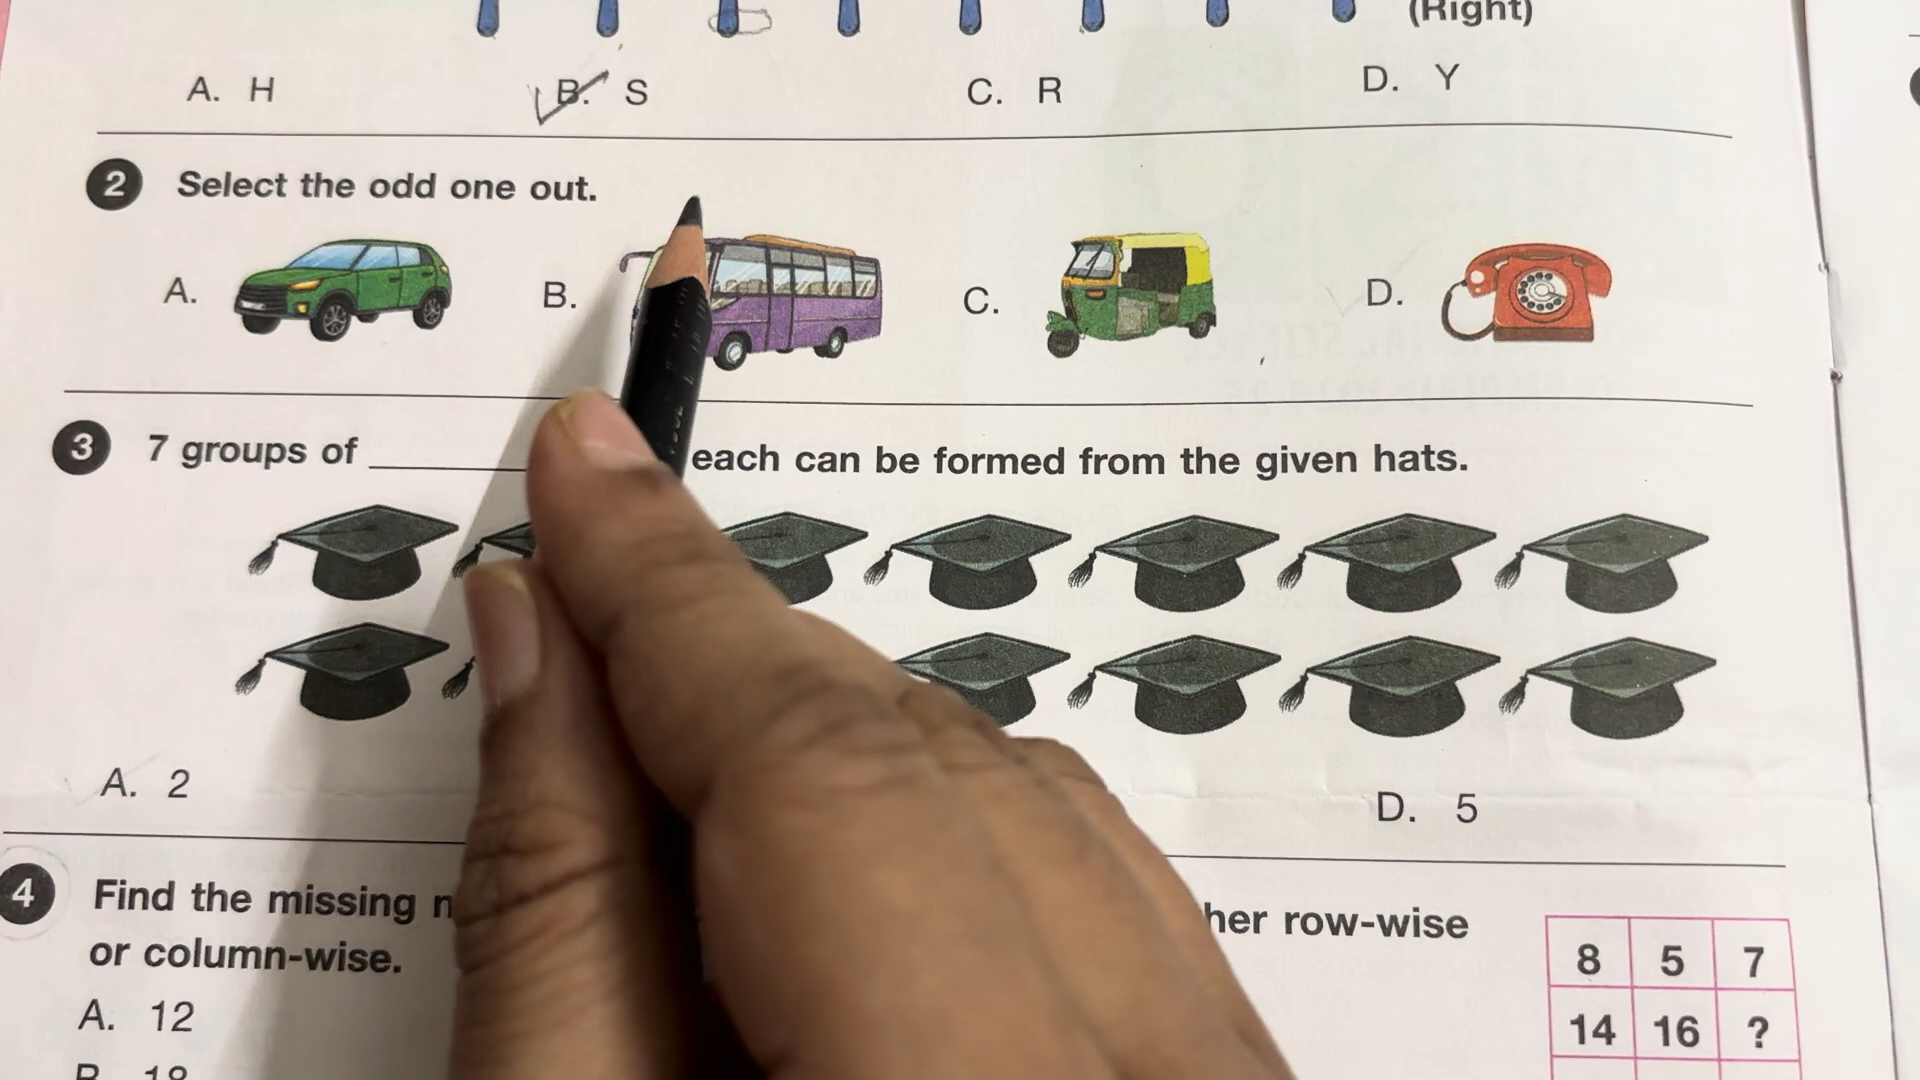 (Right)
A. H B. S C. R D. Y
2 Select the odd one out.
A. B. C. D.
3 7 groups of ________ each can be formed from the given hats.
A. 2 D. 5
4 Find the missing n her row-wise
or column-wise.
8 5 7
A. 12
14 16 ?